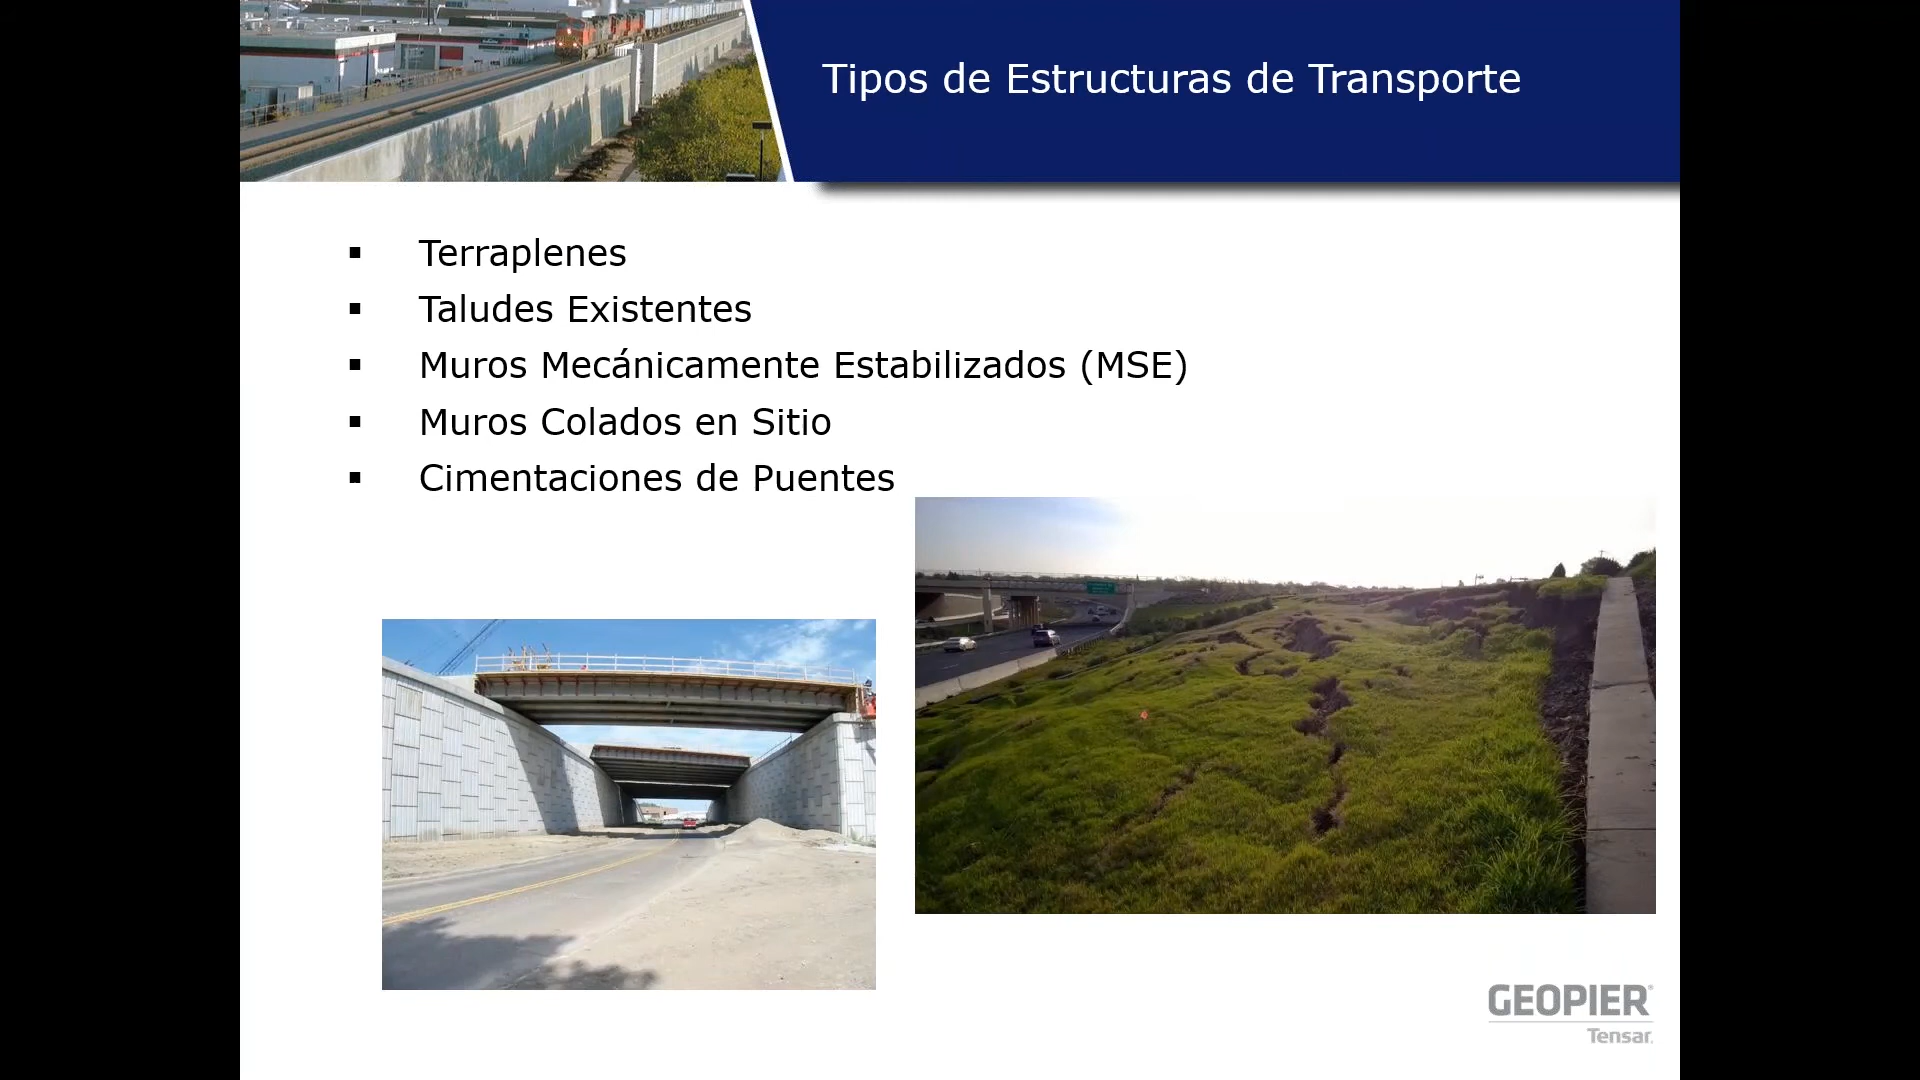 Tipos de Estructuras de Transporte
Terraplenes
Taludes Existentes
Muros Mecánicamente Estabilizados (MSE)
Muros Colados en Sitio
Cimentaciones de Puentes
GEOPIER®
Tensar.